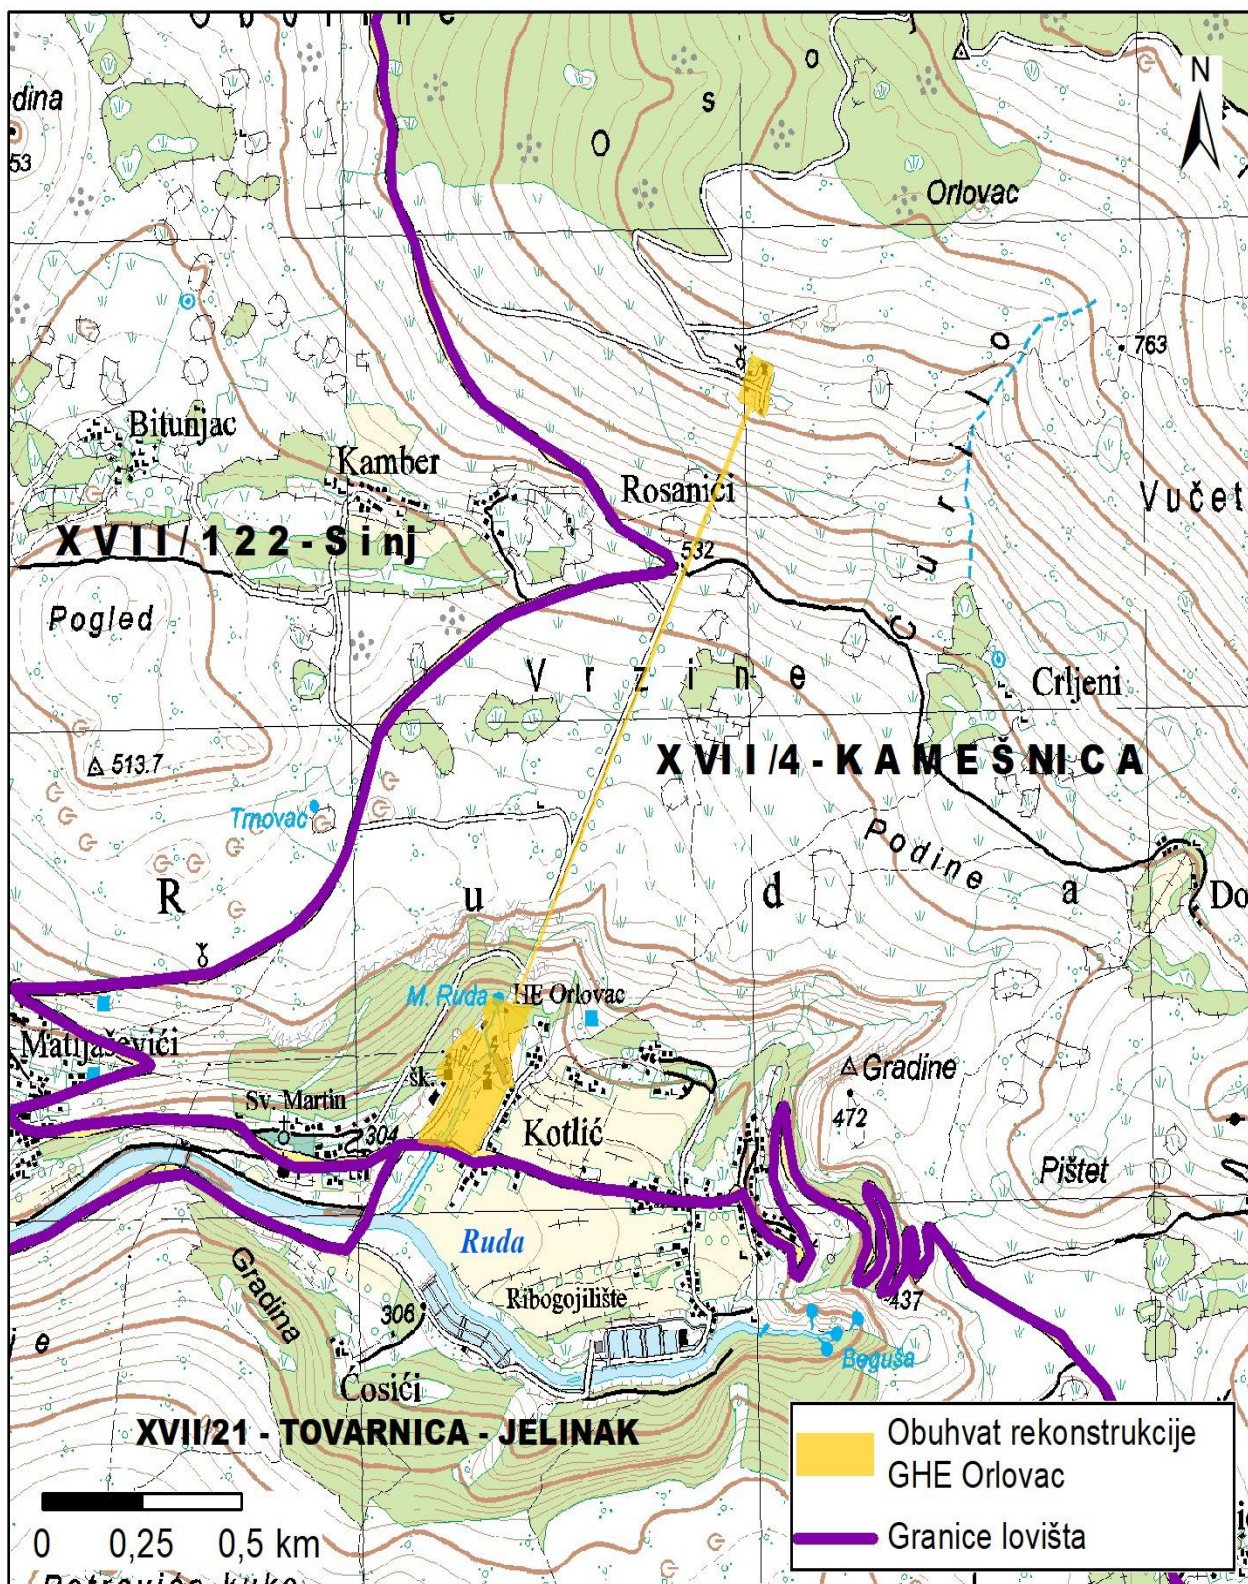 O b o r i n e
dina
53
N
O s o j
Orlovac
763
Bitunjac
Kamber
Rosanići
Vučet
XVII/122-Sinj
532
Pogled
Vrzine
Ćurlo
Crljeni
513.7
XVII/4-KAMEŠNICA
Trnovac
Podine
R u d a
Do
M. Ruda
HE Orlovac
Matijaševići
šk.
Gradine
Sv. Martin
304
Kotlić
472
Pištet
Ruda
Gradina
306
Ribogojilište
437
e
Beguša
Ćosići
XVII/21 - TOVARNICA - JELINAK
Obuhvat rekonstrukcije
GHE Orlovac
Granice lovišta
0 0,25 0,5 km